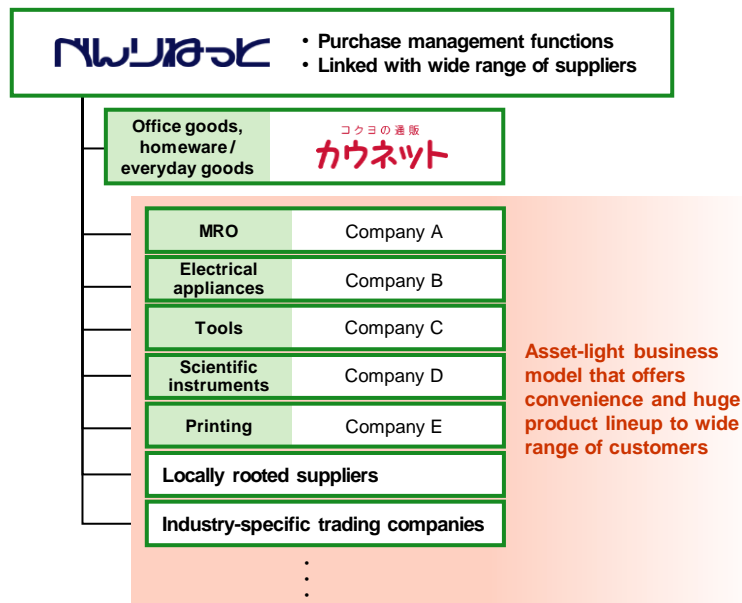 べんりねっと
• Purchase management functions
• Linked with wide range of suppliers
Office goods,
homeware /
everyday goods
コクヨの通販
カウネット
MRO
Company A
Electrical
appliances
Company B
Tools
Company C
Scientific
instruments
Company D
Printing
Company E
Locally rooted suppliers
Industry-specific trading companies
Asset-light business
model that offers
convenience and huge
product lineup to wide
range of customers